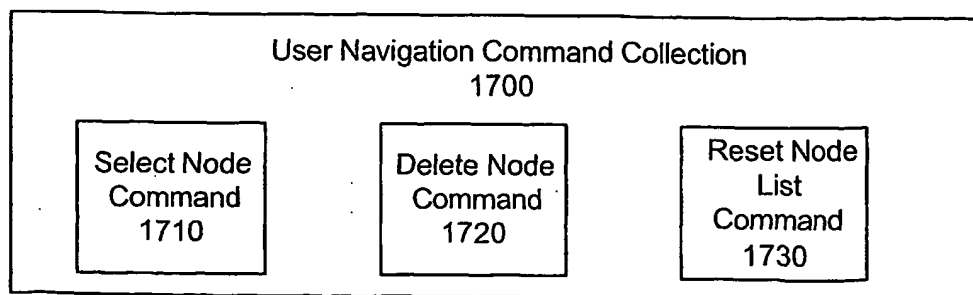 User Navigation Command Collection
1700
Select Node
Command
1710
Delete Node
Command
1720
Reset Node
List
Command
1730